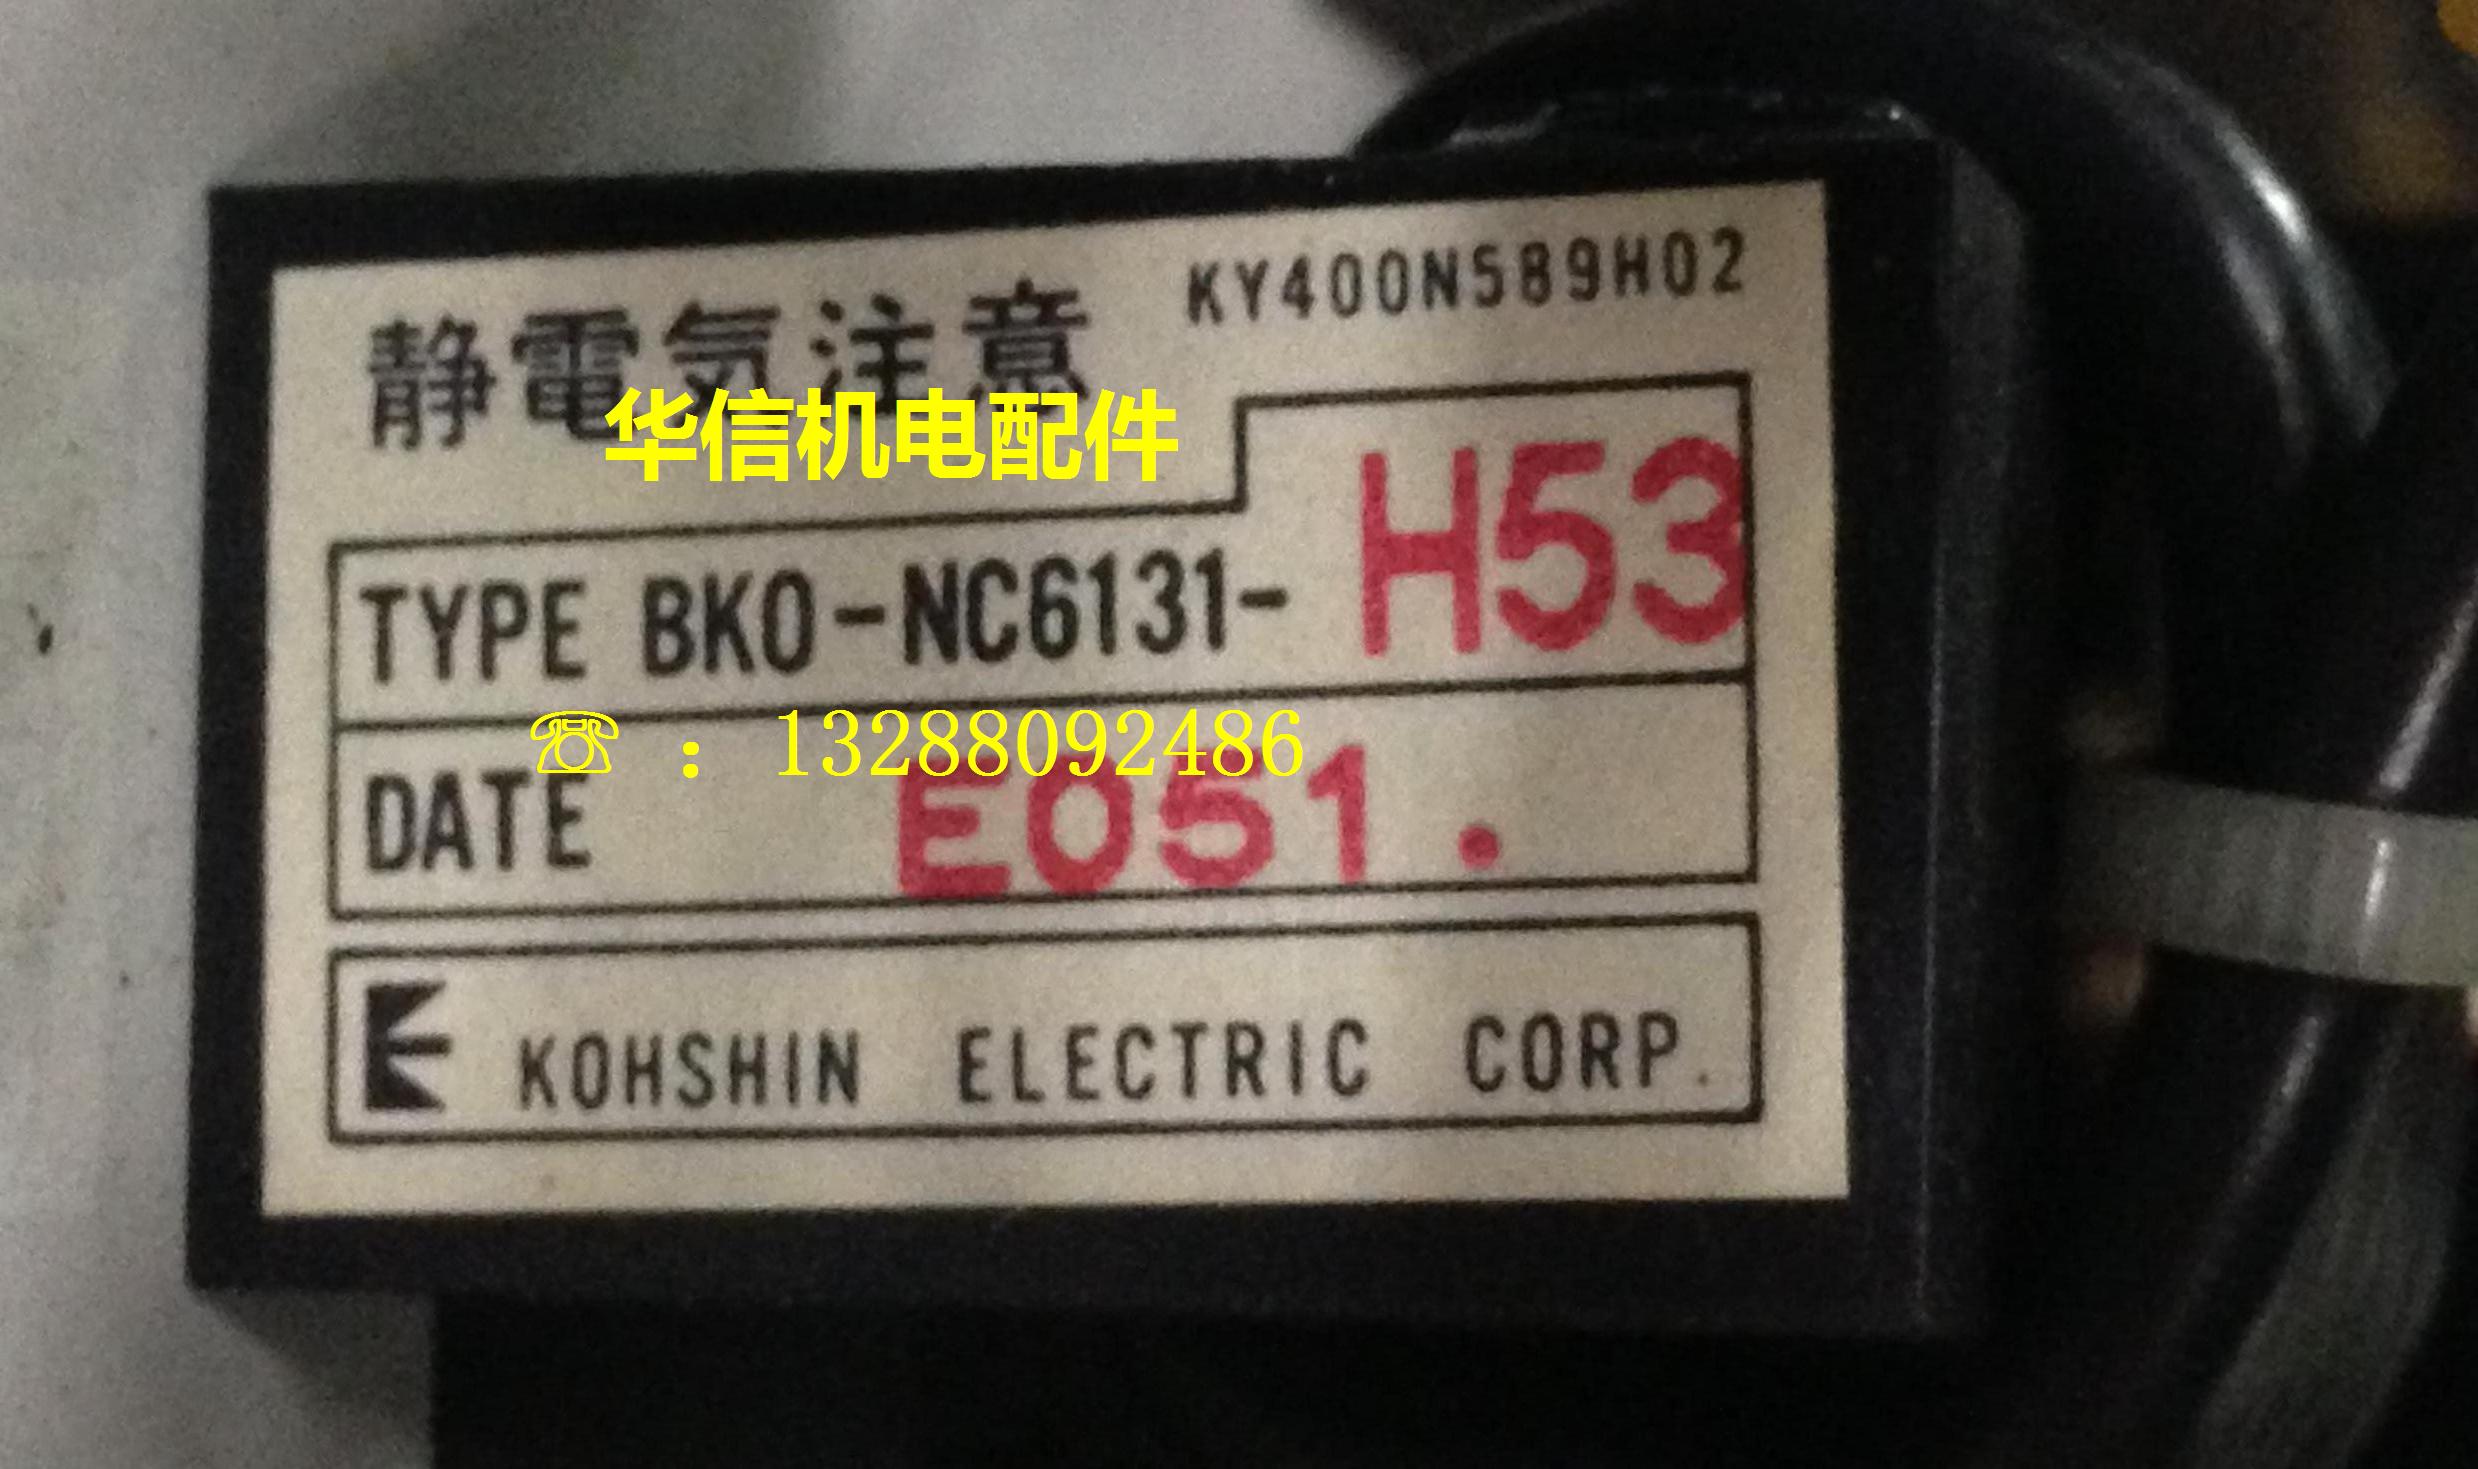 静電気注意 KY400N589H02
华信机电配件
TYPE BKO-NC6131-H53
☏ : 13288092486
DATE E051.
KOHSHIN ELECTRIC CORP.